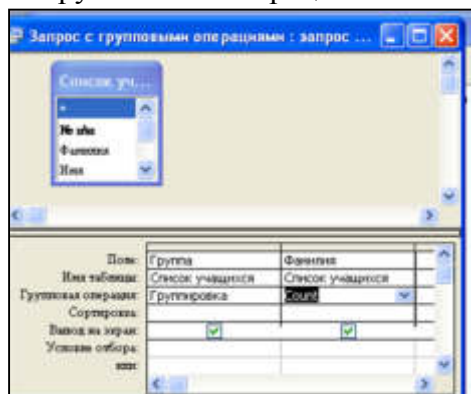 Запрос с групповыми операциями : запрос ...
Список уч...
*
№ п/п
Фамилия
Имя
Поле: Группа Фамилия
Имя таблицы: Список учащихся Список учащихся
Групповая операция: Группировка Count
Сортировка:
Вывод на экран:
Условие отбора:
или: